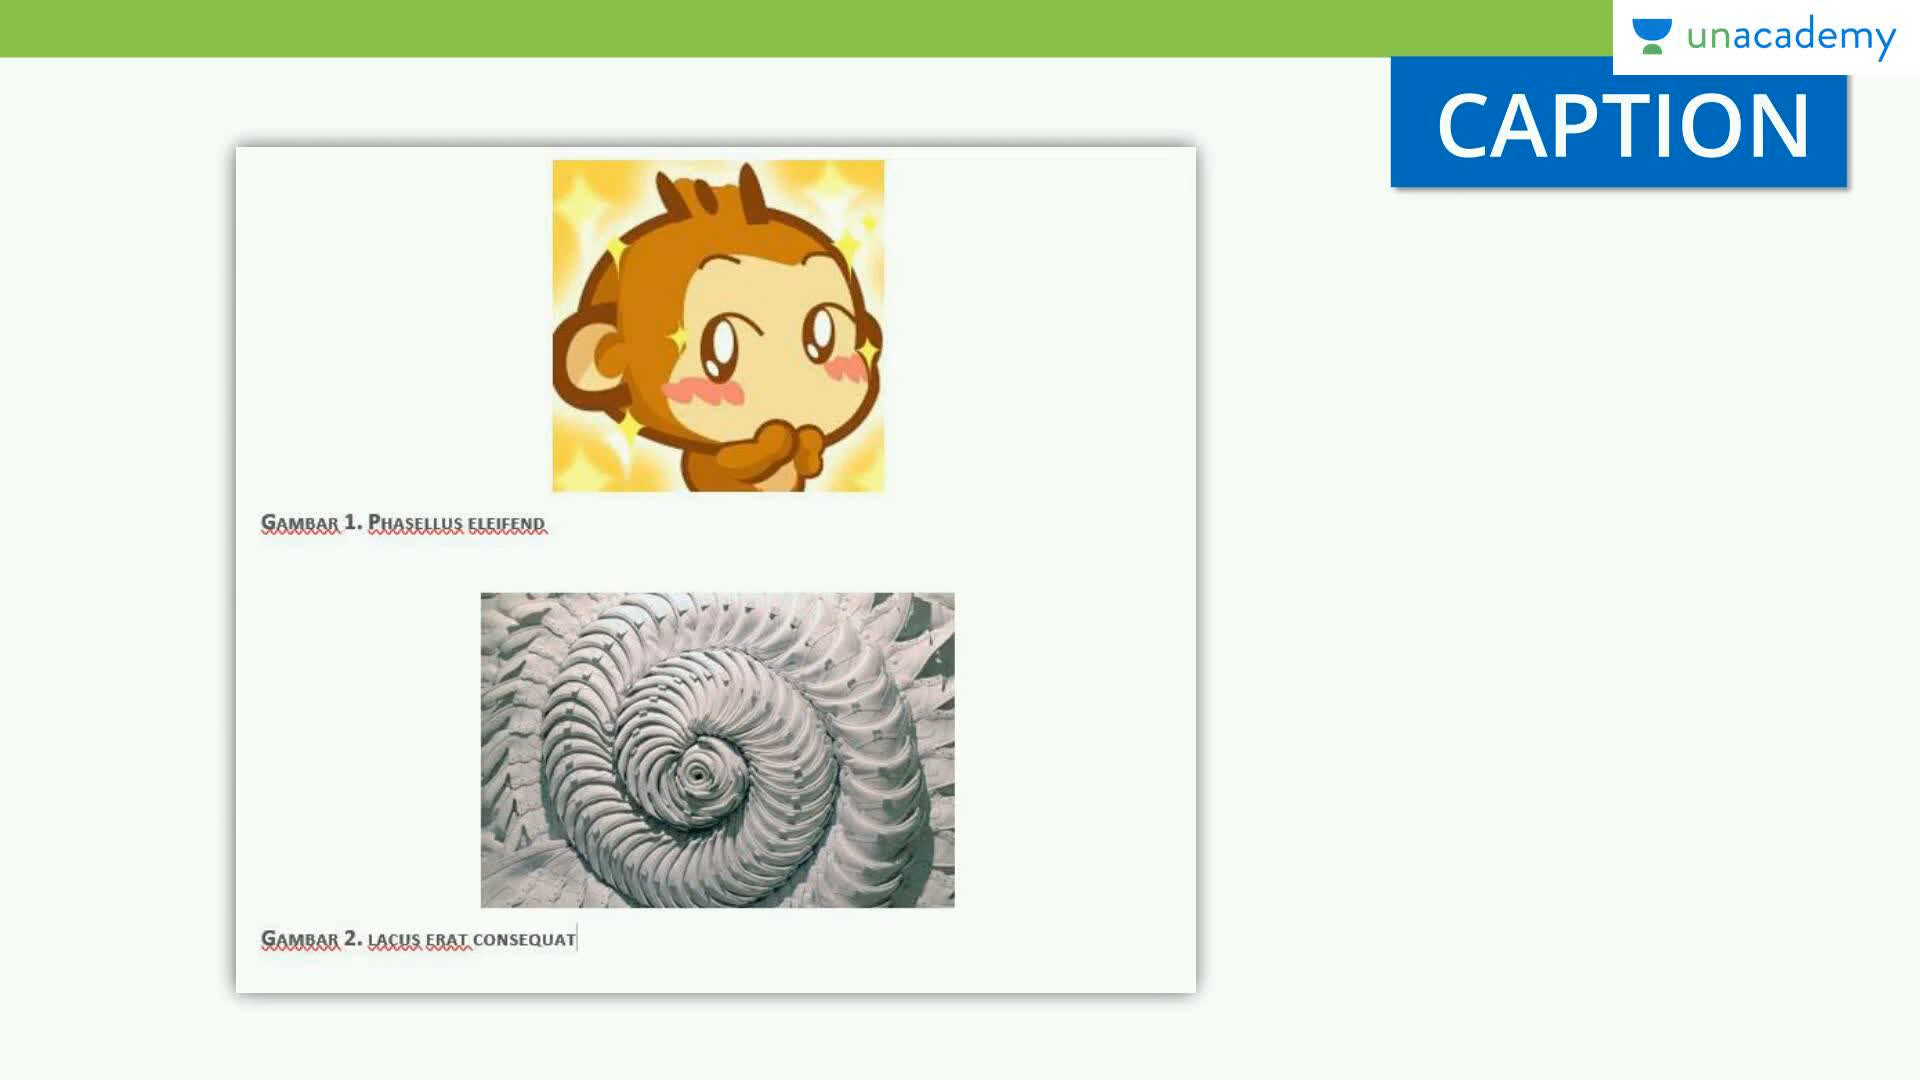 unacademy
CAPTION
GAMBAR 1. PHASELLUS ELEIFEND
GAMBAR 2. LACUS ERAT CONSEQUAT